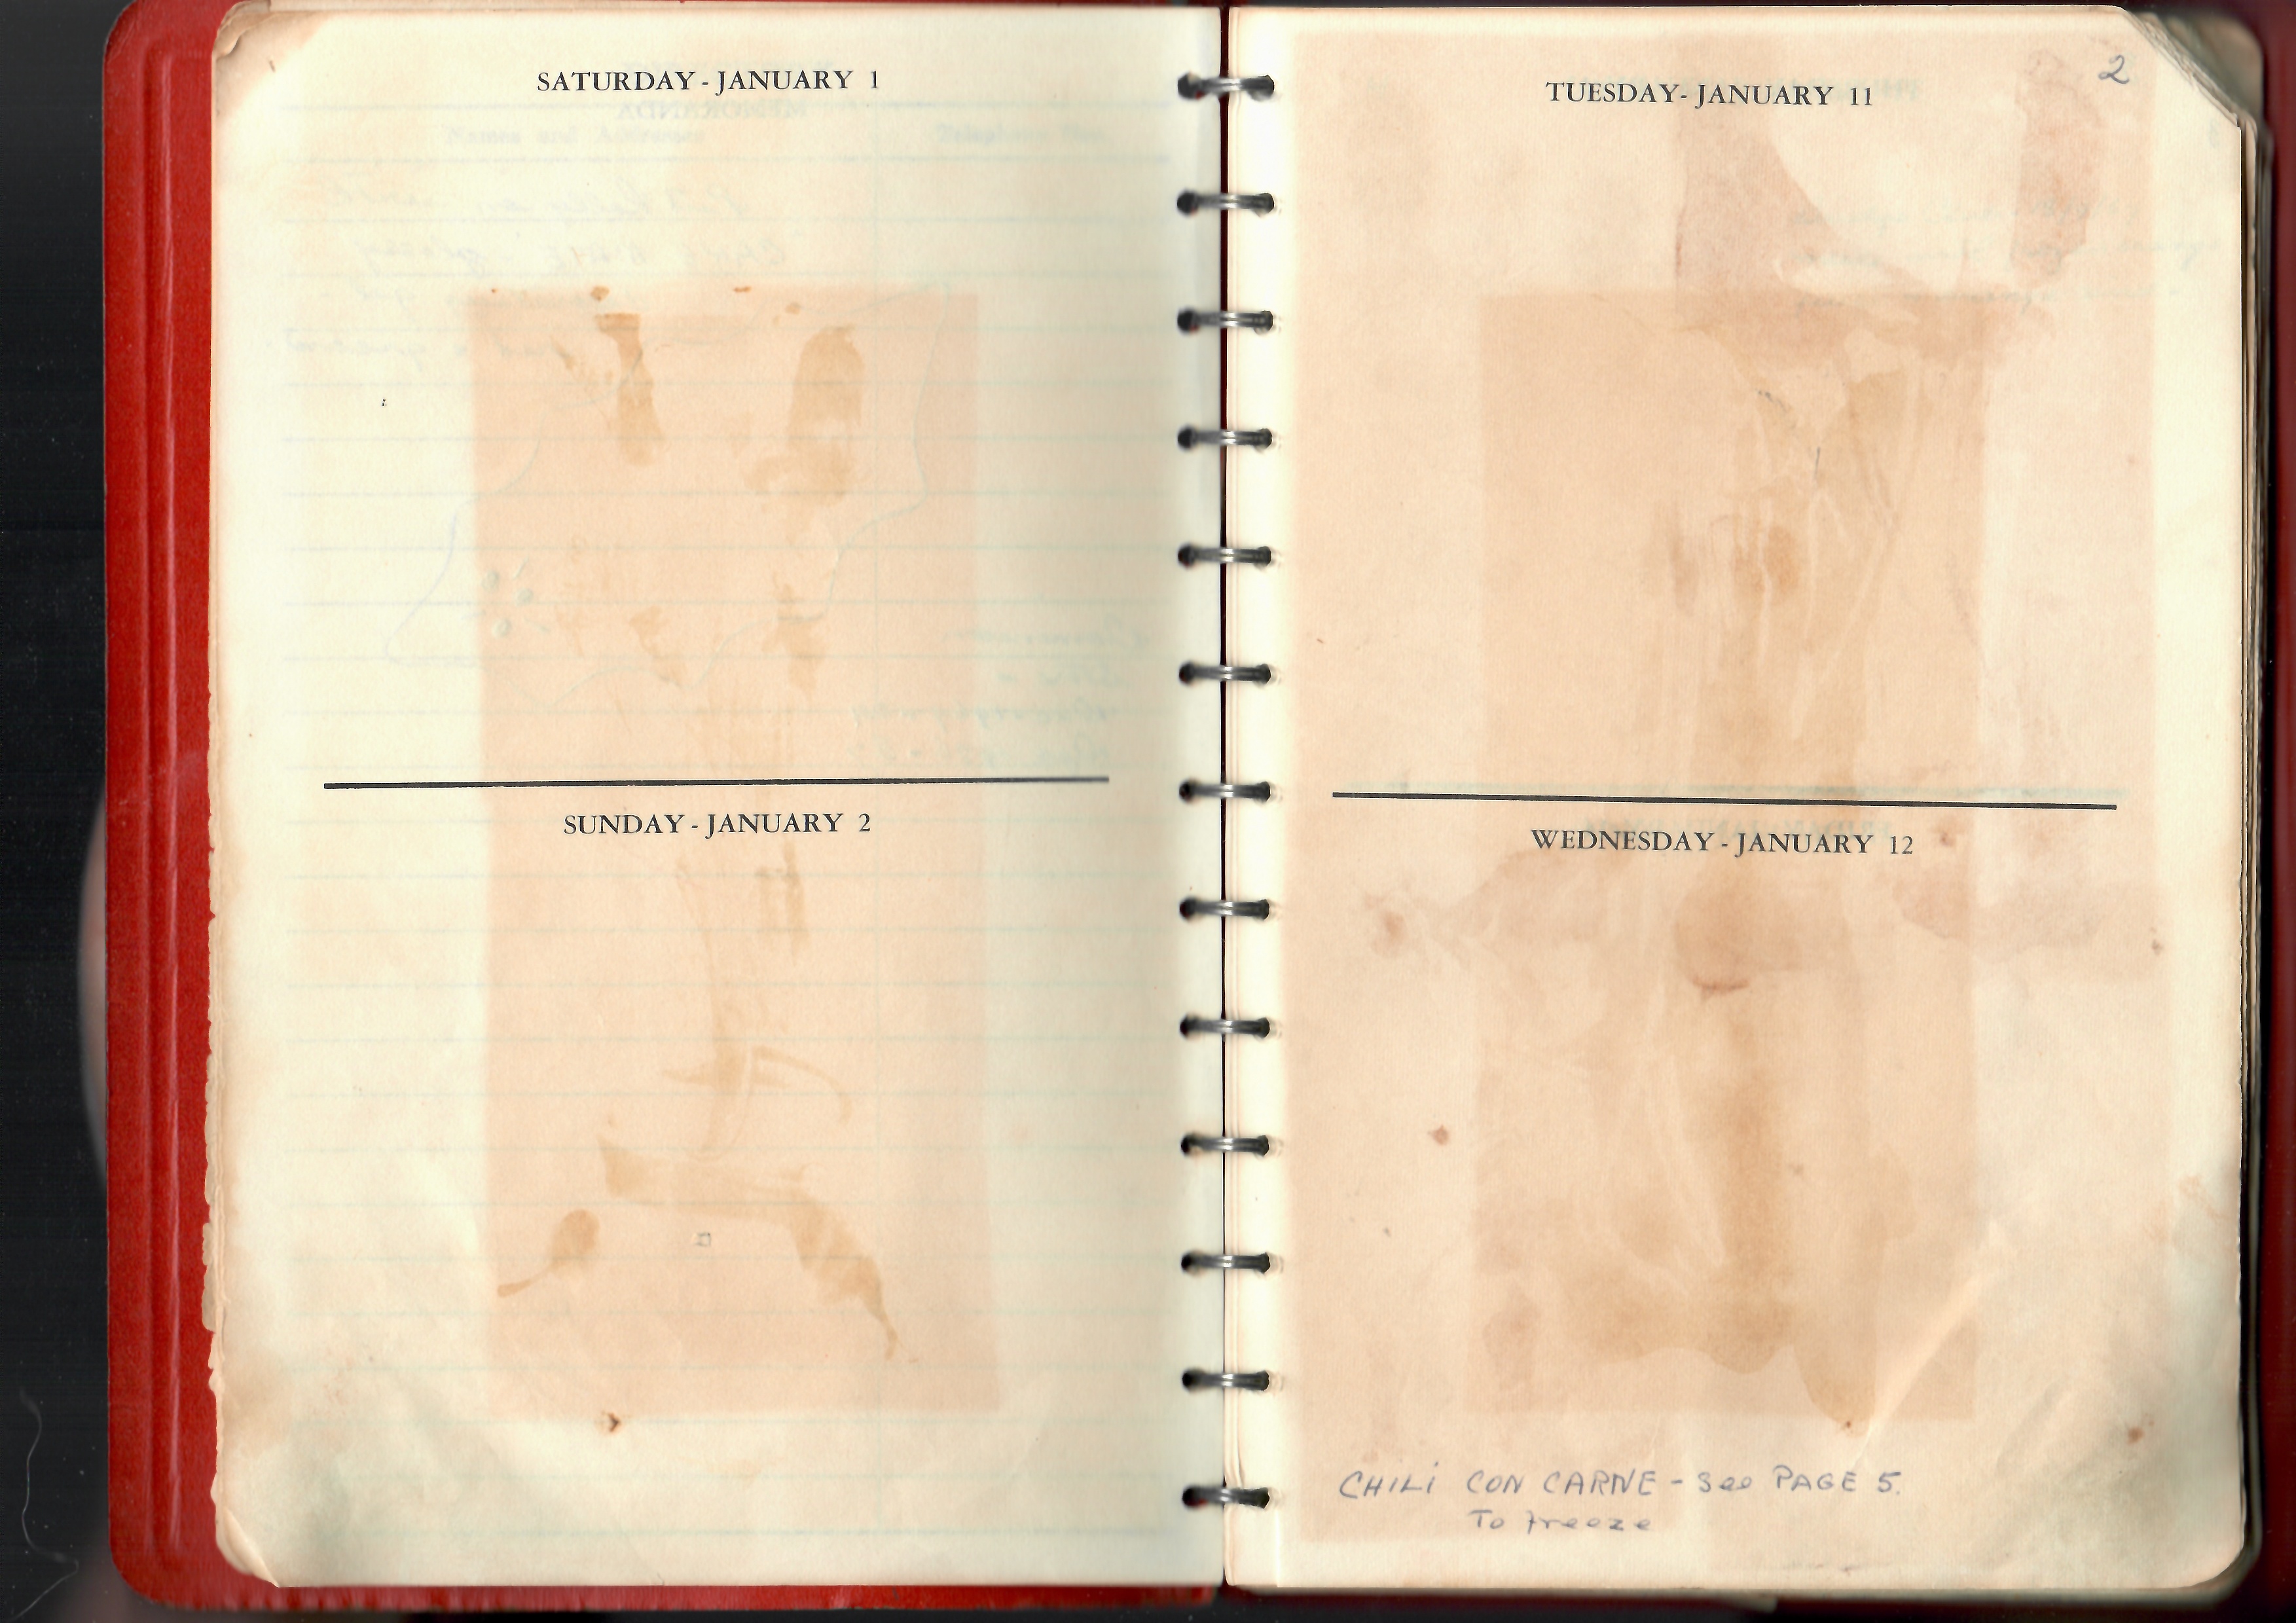 SATURDAY - JANUARY 1
SUNDAY - JANUARY 2
2
TUESDAY - JANUARY 11
WEDNESDAY - JANUARY 12
CHILI CON CARNE - See PAGE 5.
To freeze